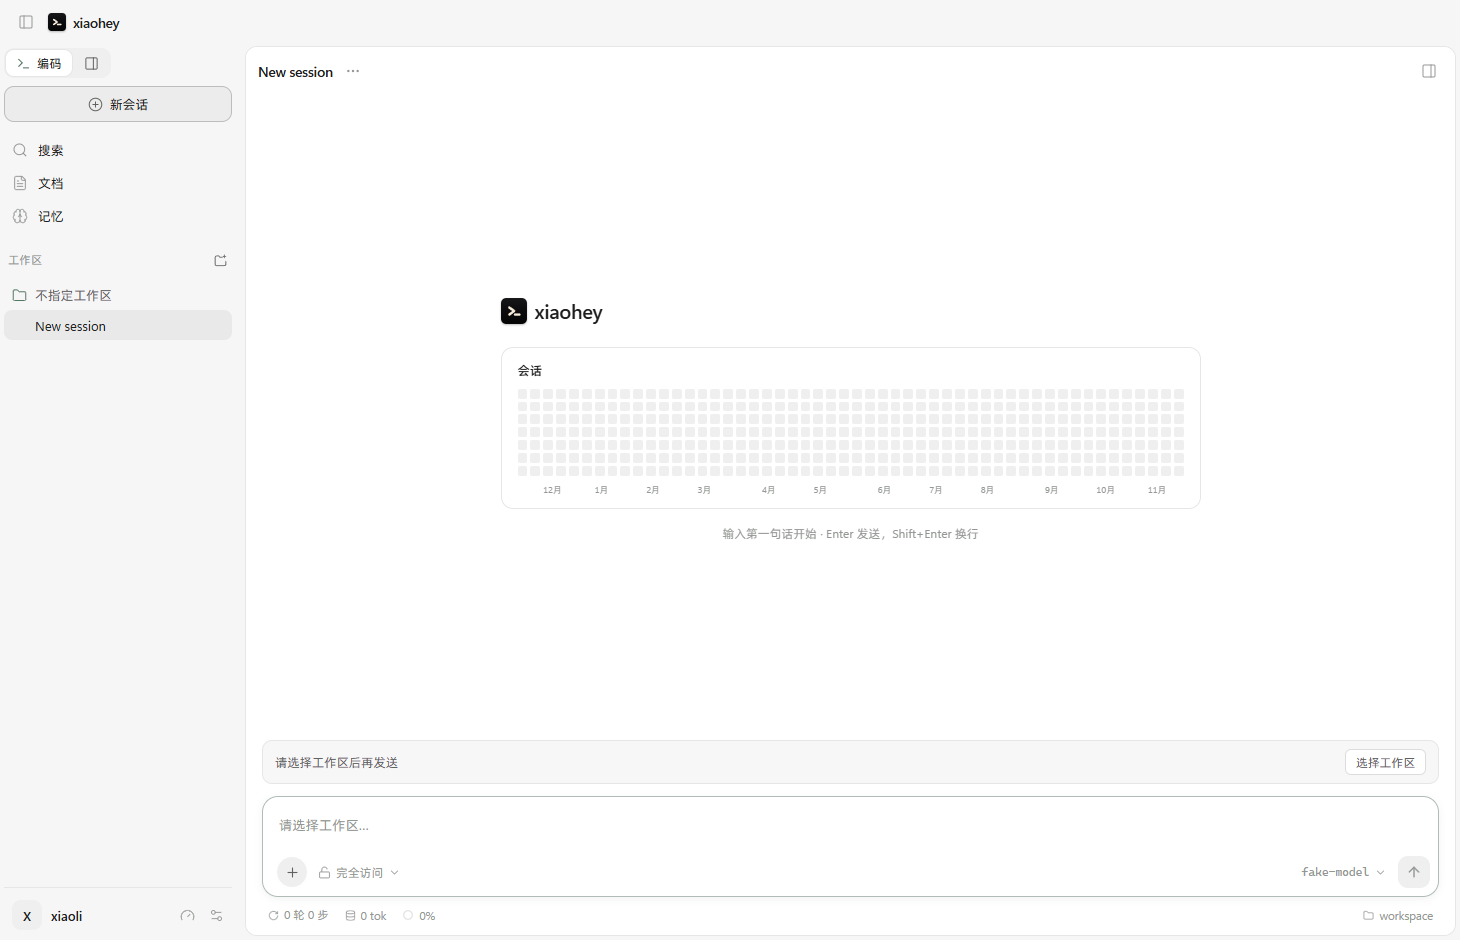 xiaohey
编码
新会话
搜索
文档
记忆
工作区
不指定工作区
New session
X xiaoli
New session ···
xiaohey
会话
12月 1月 2月 3月 4月 5月 6月 7月 8月 9月 10月 11月
输入第一句话开始 · Enter 发送，Shift+Enter 换行
请选择工作区后再发送 选择工作区
请选择工作区...
完全访问 fake-model
0 轮 0 步 0 tok 0% workspace